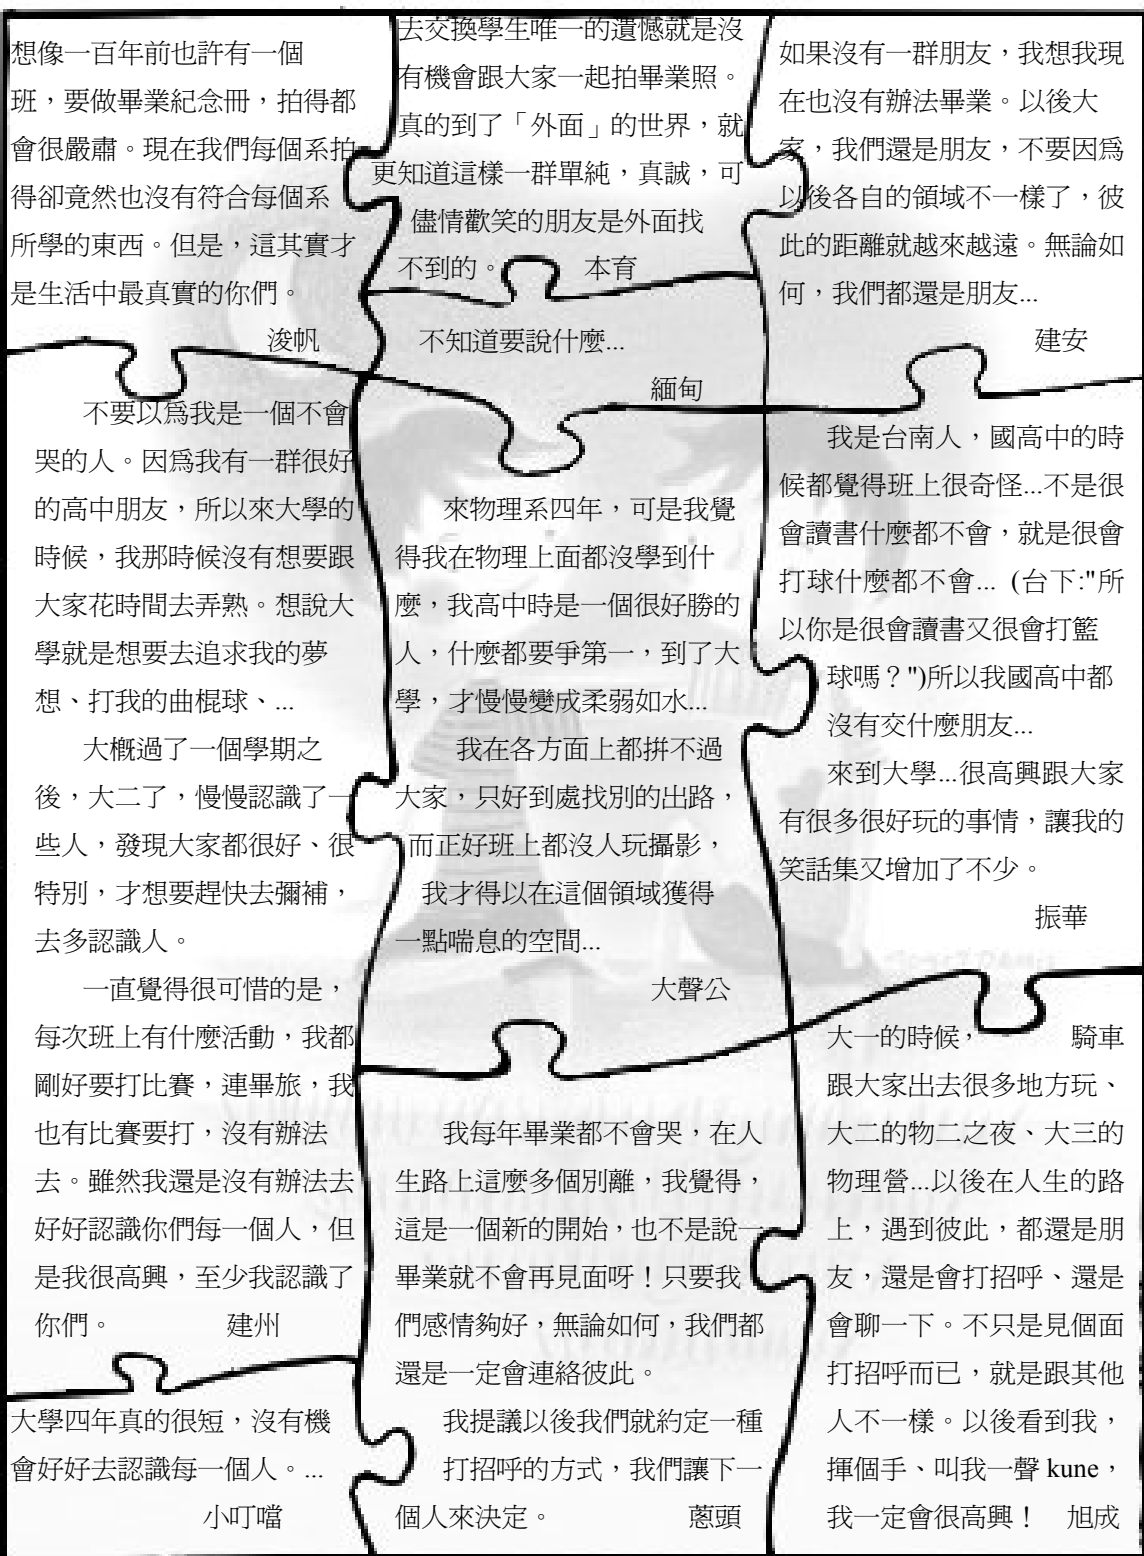 想像一百年前也許有一個
班，要做畢業紀念冊，拍得都
會很嚴肅。現在我們每個系拍
得卻竟然也沒有符合每個系
所學的東西。但是，這其實才
是生活中最真實的你們。
浚帆
去交換學生唯一的遺憾就是沒
有機會跟大家一起拍畢業照。
真的到了「外面」的世界，就
更知道這樣一群單純，真誠，可
儘情歡笑的朋友是外面找
不到的。 本育
如果沒有一群朋友，我想我現
在也沒有辦法畢業。以後大
家，我們還是朋友，不要因為
以後各自的領域不一樣了，彼
此的距離就越來越遠。無論如
何，我們都還是朋友...
建安
不知道要說什麼...
緬甸
不要以為我是一個不會
哭的人。因為我有一群很好
的高中朋友，所以來大學的
時候，我那時候沒有想要跟
大家花時間去弄熟。想說大
學就是想要去追求我的夢
想、打我的曲棍球、...
大概過了一個學期之
後，大二了，慢慢認識了一
些人，發現大家都很好、很
特別，才想要趕快去彌補，
去多認識人。
一直覺得很可惜的是，
每次班上有什麼活動，我都
剛好要打比賽，連畢旅，我
也有比賽要打，沒有辦法
去。雖然我還是沒有辦法去
好好認識你們每一個人，但
是我很高興，至少我認識了
你們。 建州
來物理系四年，可是我覺
得我在物理上面都沒學到什
麼，我高中時是一個很好勝的
人，什麼都要爭第一，到了大
學，才慢慢變成柔弱如水...
我在各方面上都拚不過
大家，只好到處找別的出路，
而正好班上都沒人玩攝影，
我才得以在這個領域獲得
一點喘息的空間...
大聲公
我是台南人，國高中的時
候都覺得班上很奇怪...不是很
會讀書什麼都不會，就是很會
打球什麼都不會... (台下:"所
以你是很會讀書又很會打籃
球嗎？")所以我國高中都
沒有交什麼朋友...
來到大學...很高興跟大家
有很多很好玩的事情，讓我的
笑話集又增加了不少。
振華
大學四年真的很短，沒有機
會好好去認識每一個人。...
小叮噹
我每年畢業都不會哭，在人
生路上這麼多個別離，我覺得，
這是一個新的開始，也不是說一
畢業就不會再見面呀！只要我
們感情夠好，無論如何，我們都
還是一定會連絡彼此。
我提議以後我們就約定一種
打招呼的方式，我們讓下一
個人來決定。 蔥頭
大一的時候， 騎車
跟大家出去很多地方玩、
大二的物二之夜、大三的
物理營...以後在人生的路
上，遇到彼此，都還是朋
友，還是會打招呼、還是
會聊一下。不只是見個面
打招呼而已，就是跟其他
人不一樣。以後看到我，
揮個手、叫我一聲 kune，
我一定會很高興！ 旭成